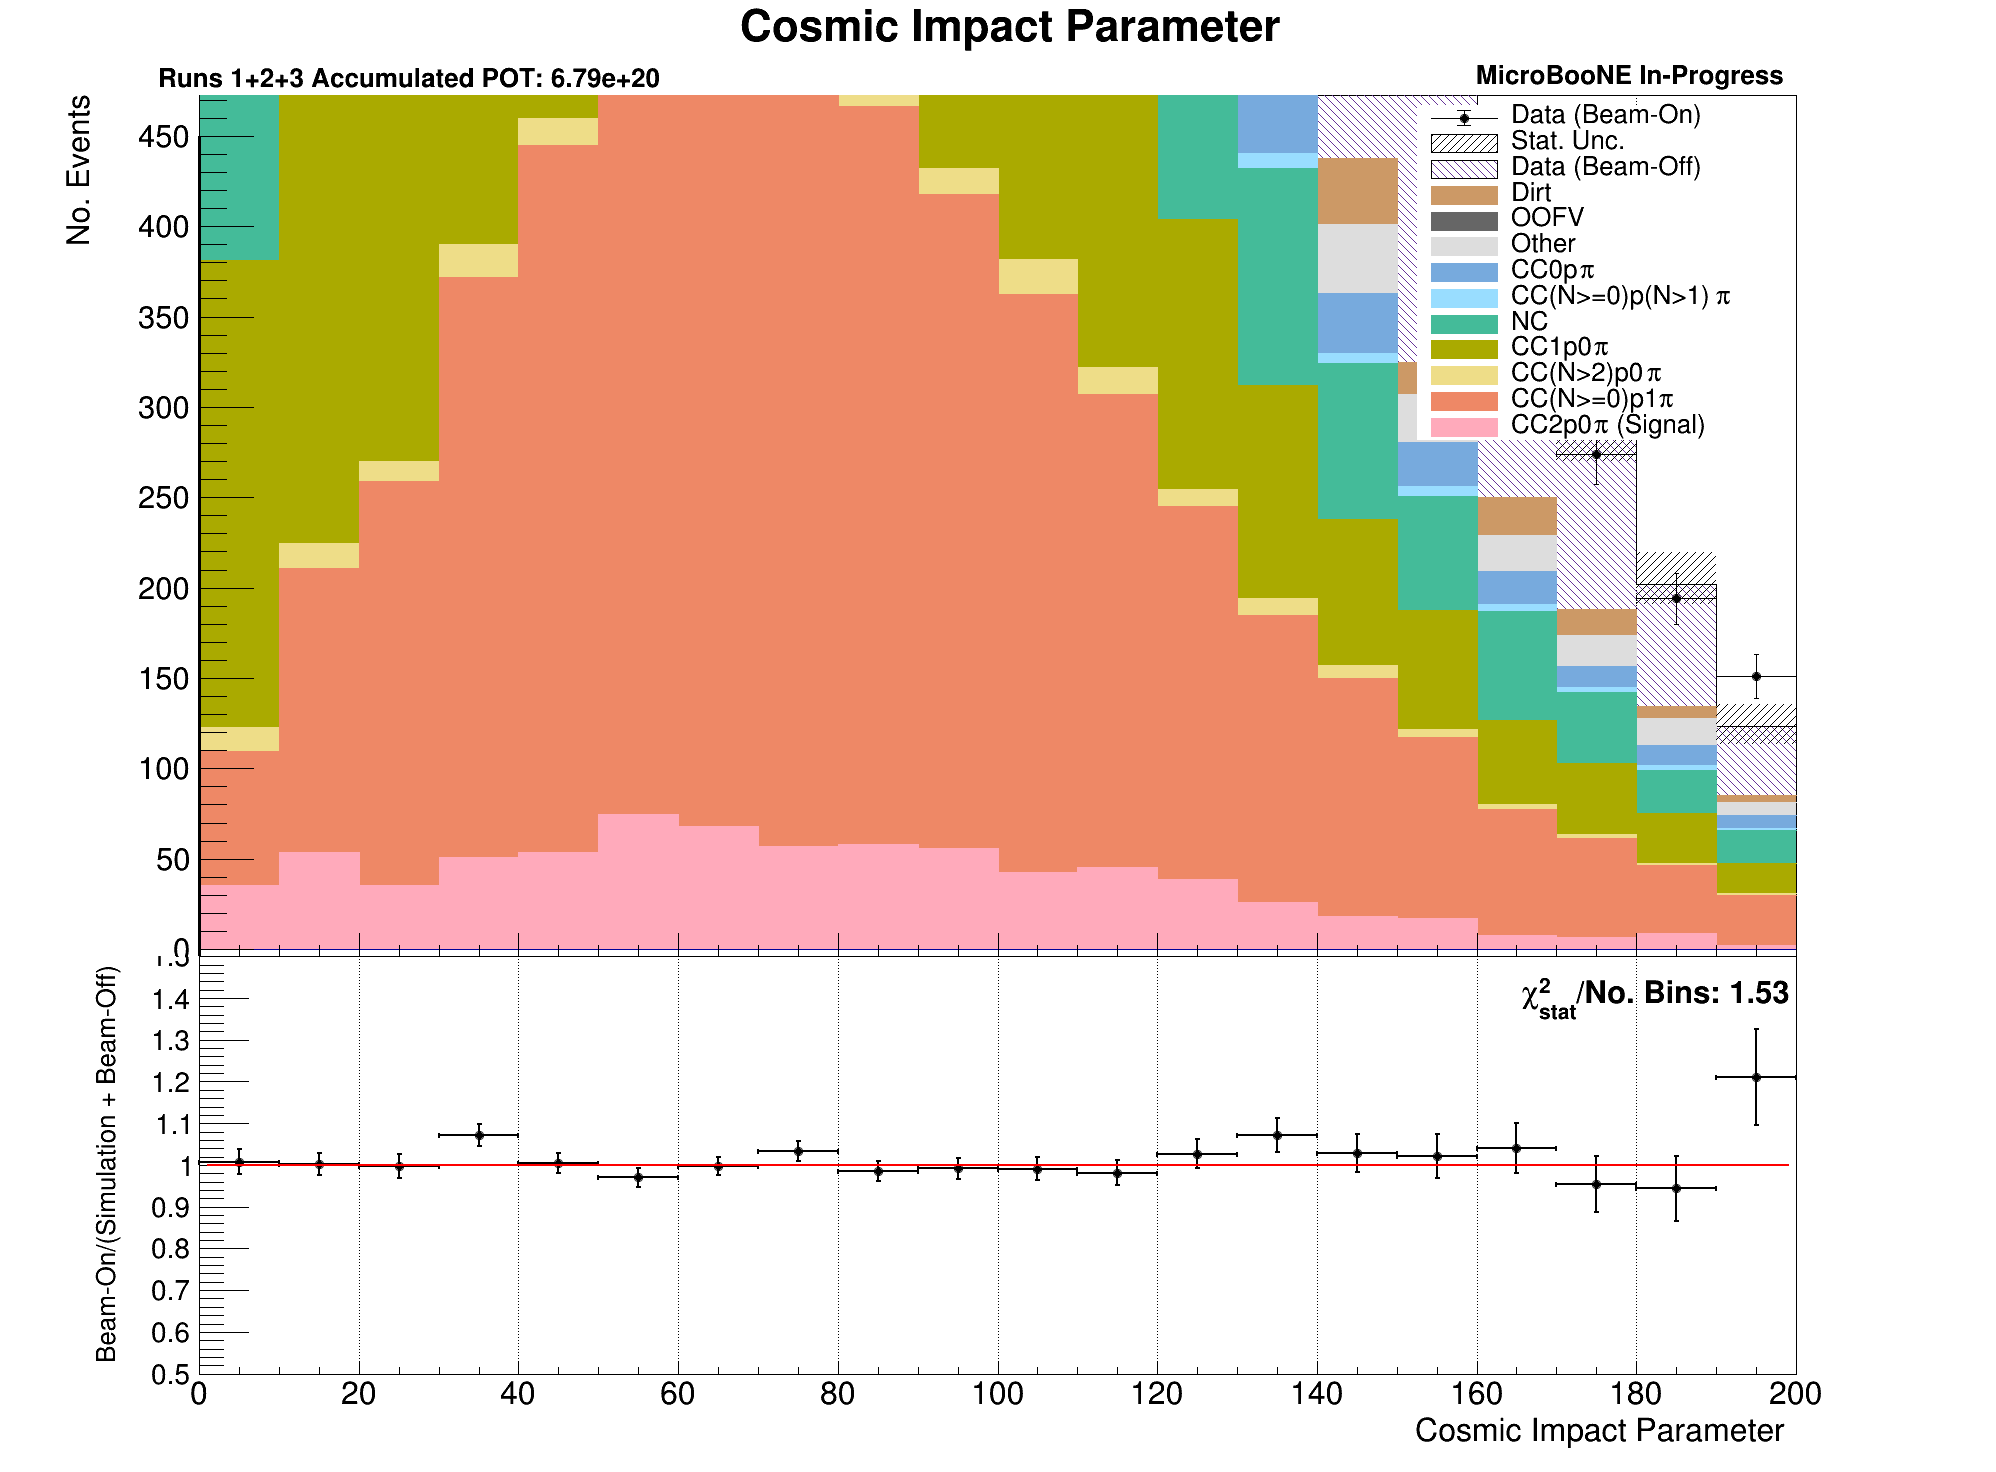 Cosmic Impact Parameter
Runs 1+2+3 Accumulated POT: 6.79e+20
MicroBooNE In-Progress
No. Events
450
400
350
300
250
200
150
100
50
0
Data (Beam-On)
Stat. Unc.
Data (Beam-Off)
Dirt
OOFV
Other
CC0pπ
CC(N>=0)p(N>1) π
NC
CC1p0π
CC(N>2)p0π
CC(N>=0)p1π
CC2p0π (Signal)
Beam-On/(Simulation + Beam-Off)
1.5
1.4
1.3
1.2
1.1
1
0.9
0.8
0.7
0.6
0.5
χ²stat/No. Bins: 1.53
0 20 40 60 80 100 120 140 160 180 200
Cosmic Impact Parameter